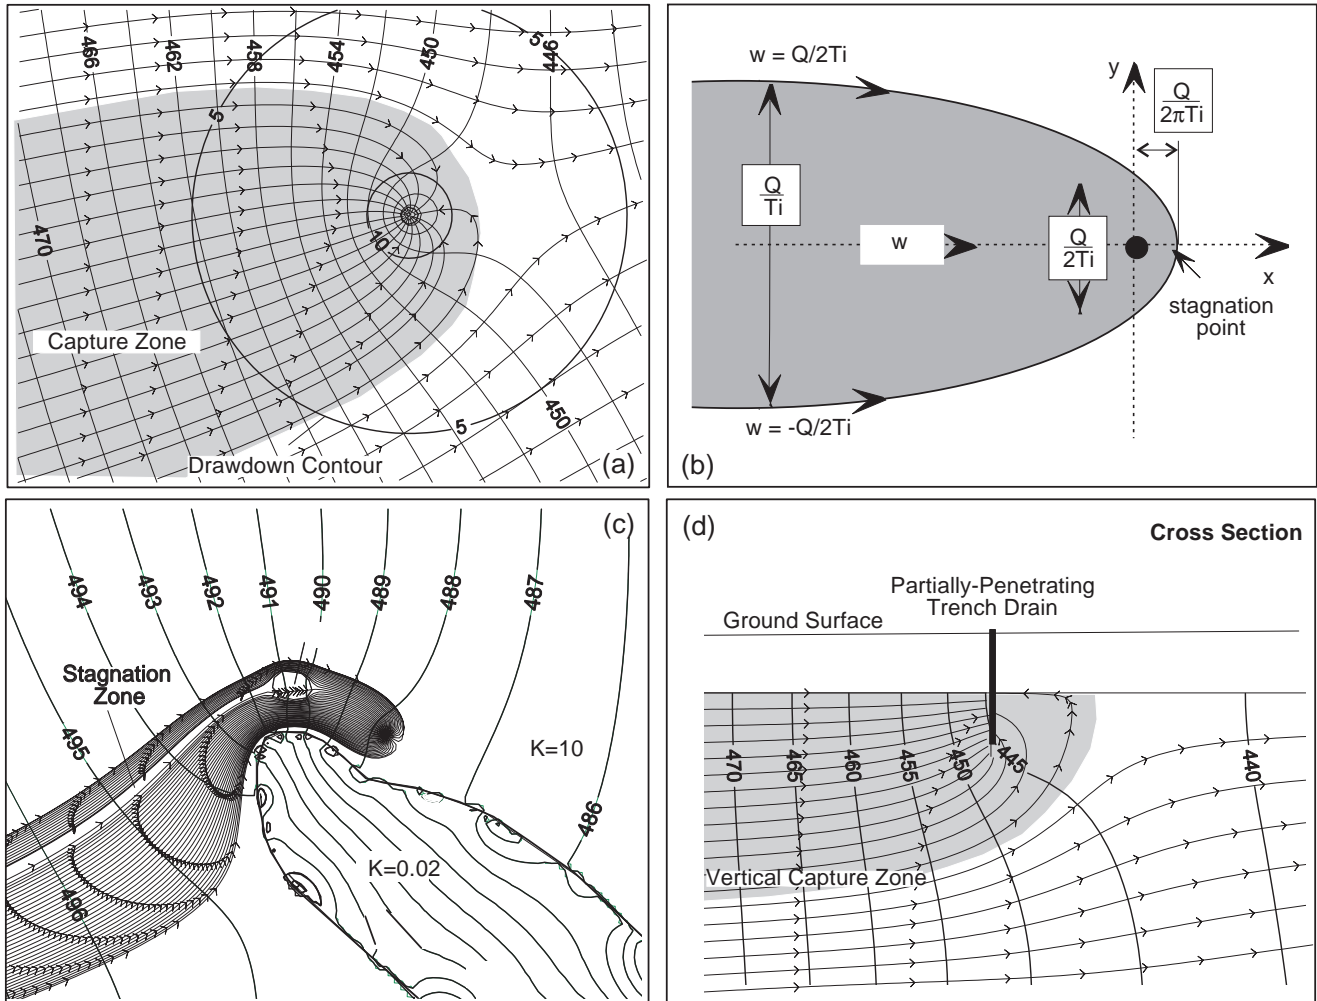 466
462
458
454
450
446
5
5
10
470
Capture Zone
450
5
Drawdown Contour
(a)
w = Q/2Ti
y
Q
2πTi
Q
Ti
w
Q
2Ti
x
stagnation
point
w = -Q/2Ti
(b)
(c)
494
493
492
491
490
489
488
487
Stagnation
Zone
495
K=10
486
K=0.02
496
(d)
Cross Section
Partially-Penetrating
Trench Drain
Ground Surface
470
465
460
455
450
445
440
Vertical Capture Zone